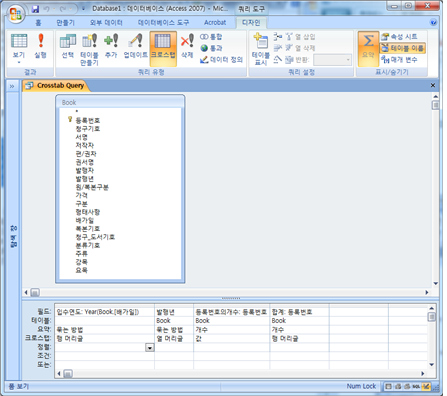 Database1 : 데이터베이스 (Access 2007) - Mic... 쿼리 도구
홈 만들기 외부 데이터 데이터베이스 도구 Acrobat 디자인
보기 실행 선택 테이블 만들기 추가 업데이트 크로스탭 삭제 통합 통과 데이터 정의 테이블 표시 열 삽입 열 삭제 반환: 요약 속성 시트 테이블 이름 매개 변수
결과 쿼리 유형 쿼리 설정 표시/숨기기
Crosstab Query
탐색 창
Book
*
등록번호
청구기호
서명
저작자
편/권차
권서명
발행자
발행년
원/복본구분
가격
구분
형태사항
배가일
복본기호
청구_도서기호
분류기호
주류
강목
요목
필드: 입수연도: Year(Book.[배가일]) 발행년 등록번호의개수: 등록번호 합계: 등록번호
테이블: Book Book Book
요약: 묶는 방법 묶는 방법 개수 개수
크로스탭: 행 머리글 열 머리글 값 행 머리글
정렬:
조건:
또는:
폼 보기 Num Lock SQL